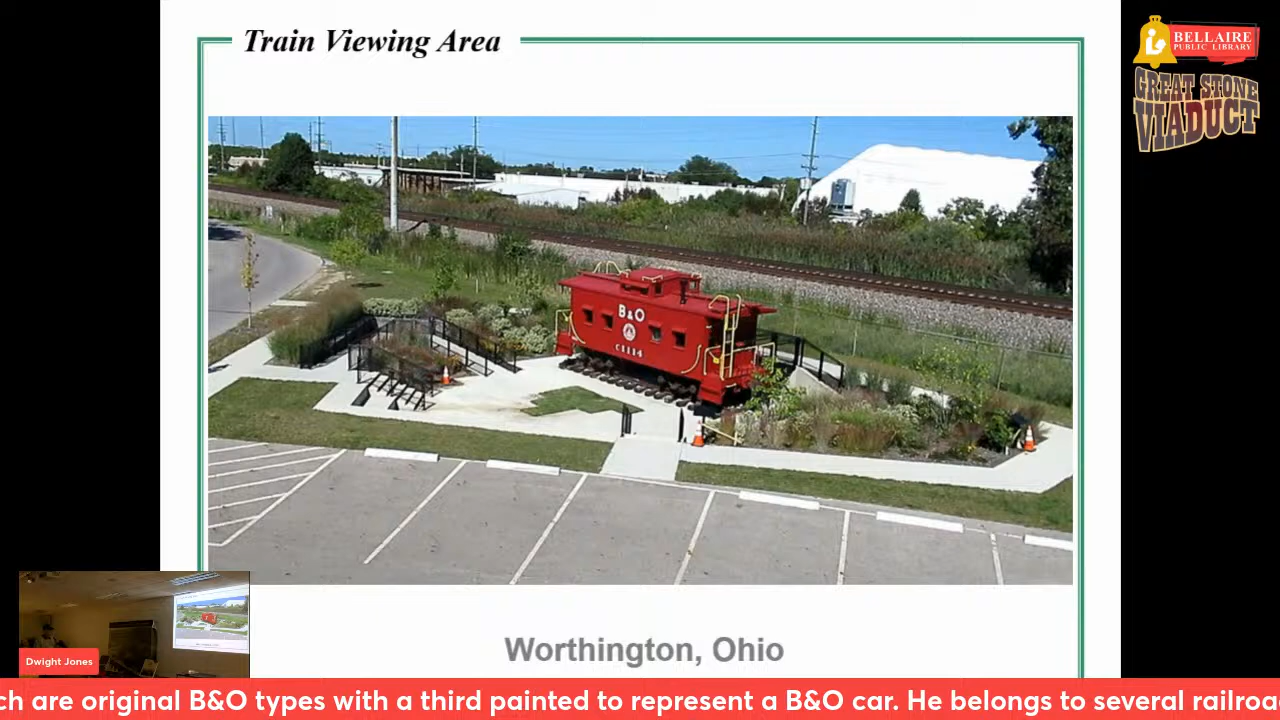 Train Viewing Area
BELLAIRE
PUBLIC LIBRARY
GREAT STONE
VIADUCT
B&O
C1114
Worthington, Ohio
Dwight Jones
ch are original B&O types with a third painted to represent a B&O car. He belongs to several railroa